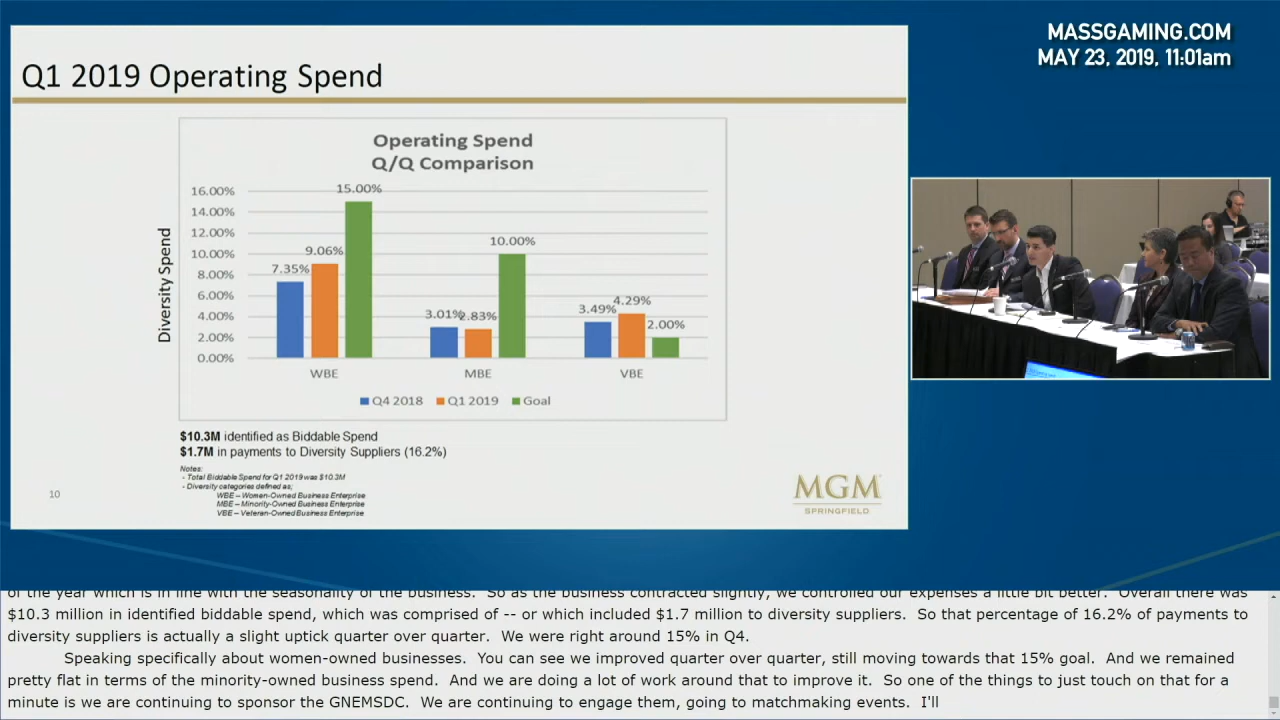 MASSGAMING.COM
MAY 23, 2019, 11:01am
Q1 2019 Operating Spend
Operating Spend
Q/Q Comparison
Diversity Spend
16.00%
14.00%
12.00%
10.00%
8.00%
6.00%
4.00%
2.00%
0.00%
7.35%
9.06%
15.00%
3.01%
2.83%
10.00%
3.49%
4.29%
2.00%
WBE
MBE
VBE
Q4 2018
Q1 2019
Goal
$10.3M identified as Biddable Spend
$1.7M in payments to Diversity Suppliers (16.2%)
Notes:
- Total Biddable Spend for Q1 2019 was $10.3M
- Diversity categories defined as;
WBE – Women-Owned Business Enterprise
MBE – Minority-Owned Business Enterprise
VBE – Veteran-Owned Business Enterprise
10
MGM
SPRINGFIELD
of the year which is in line with the seasonality of the business. So as the business contracted slightly, we controlled our expenses a little bit better. Overall there was
$10.3 million in identified biddable spend, which was comprised of -- or which included $1.7 million to diversity suppliers. So that percentage of 16.2% of payments to
diversity suppliers is actually a slight uptick quarter over quarter. We were right around 15% in Q4.
Speaking specifically about women-owned businesses. You can see we improved quarter over quarter, still moving towards that 15% goal. And we remained
pretty flat in terms of the minority-owned business spend. And we are doing a lot of work around that to improve it. So one of the things to just touch on that for a
minute is we are continuing to sponsor the GNEMSDC. We are continuing to engage them, going to matchmaking events. I'll